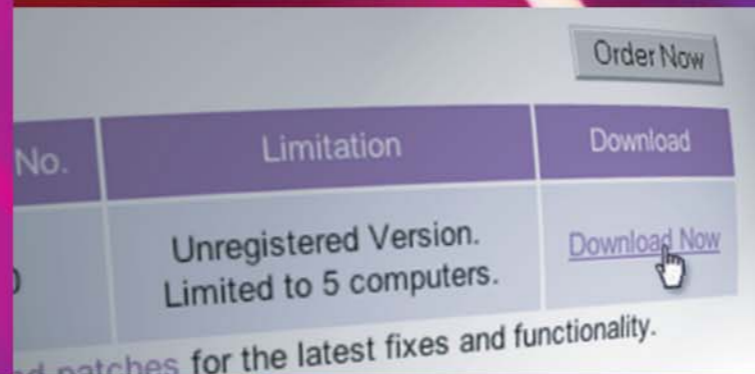 Order Now
No. Limitation Download
Unregistered Version. Download Now
Limited to 5 computers.
patches for the latest fixes and functionality.